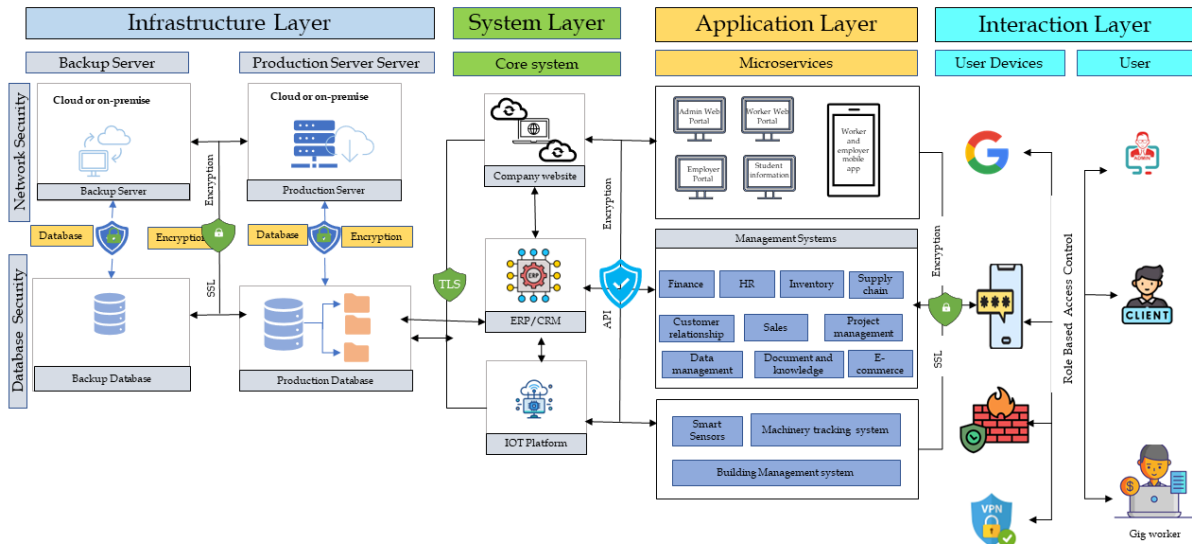 Infrastructure Layer
System Layer
Application Layer
Interaction Layer
Backup Server
Production Server Server
Core system
Microservices
User Devices
User
Network Security
Database Security
Cloud or on-premise
Backup Server
Cloud or on-premise
Production Server
Encryption
SSL
Database
Encryption
Database
Encryption
Backup Database
Production Database
TLS
Company website
ERP
ERP/CRM
IOT Platform
Encryption
API
Admin Web
Portal
Worker Web
Portal
Employer
Portal
Student
information
Worker
and
employer
mobile
app
Management Systems
Finance
HR
Inventory
Supply
chain
Customer
relationship
Sales
Project
management
Data
management
Document and
knowledge
E-
commerce
Smart
Sensors
Machinery tracking system
Building Management system
Encryption
SSL
G
***
VPN
Role Based Access Control
ADMIN
CLIENT
Gig worker